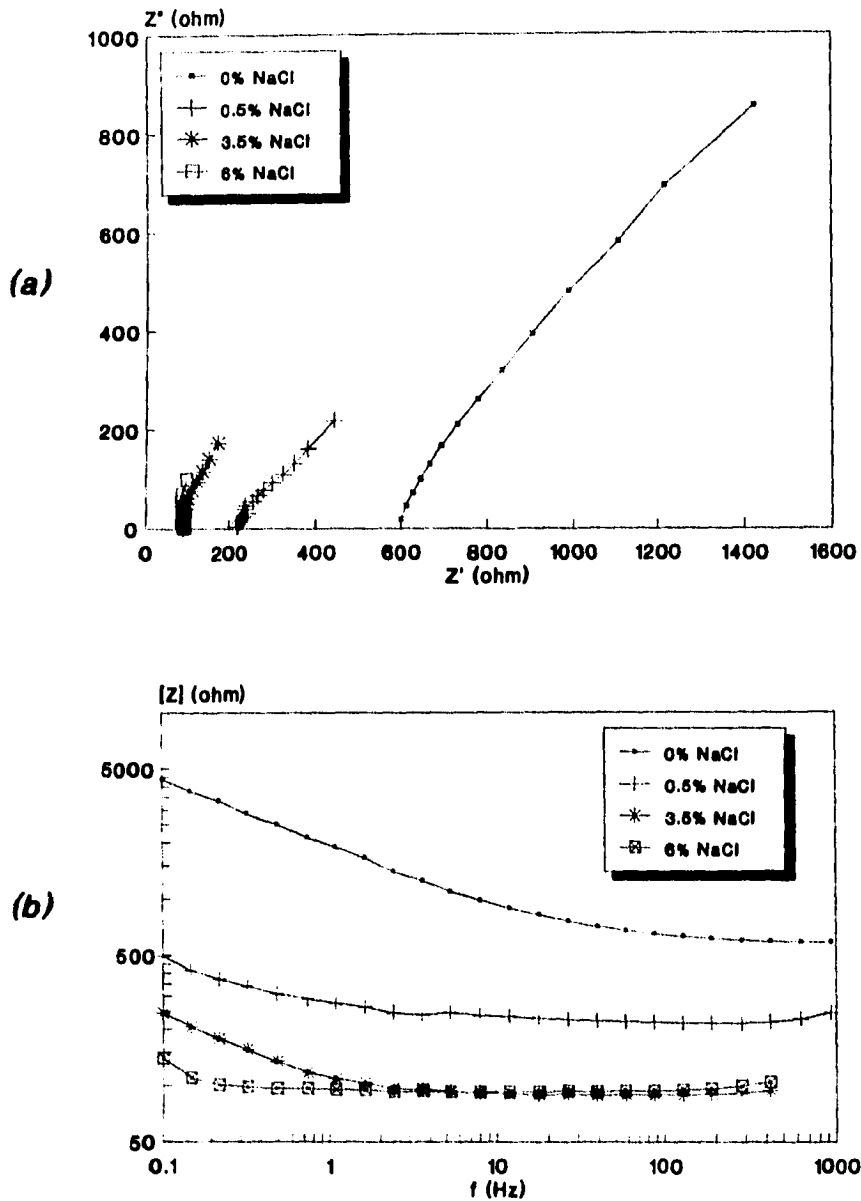 Z" (ohm)
1000
800
600
400
200
0
0% NaCl
0.5% NaCl
3.5% NaCl
6% NaCl
(a)
0 200 400 600 800 1000 1200 1400 1600
Z' (ohm)
[Z] (ohm)
5000
500
50
0% NaCl
0.5% NaCl
3.5% NaCl
6% NaCl
(b)
0.1 1 10 100 1000
f (Hz)